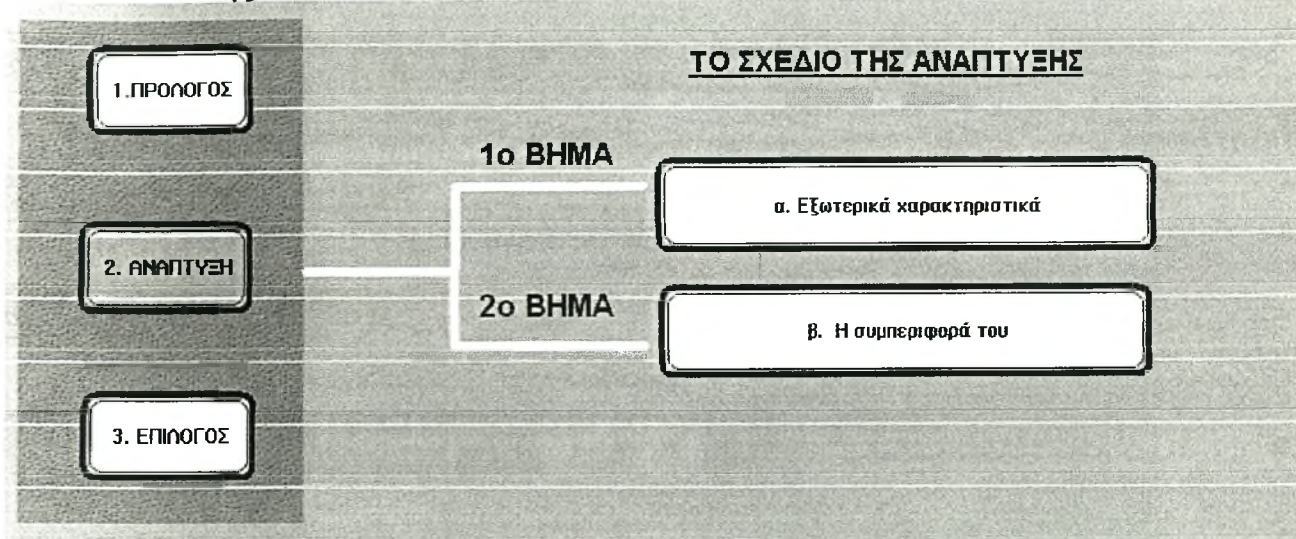 1.ΠΡΟΛΟΓΟΣ
2. ΑΝΑΠΤΥΞΗ
3. ΕΠΙΛΟΓΟΣ
ΤΟ ΣΧΕΔΙΟ ΤΗΣ ΑΝΑΠΤΥΞΗΣ
1ο ΒΗΜΑ
α. Εξωτερικά χαρακτηριστικά
2ο ΒΗΜΑ
β. Η συμπεριφορά του